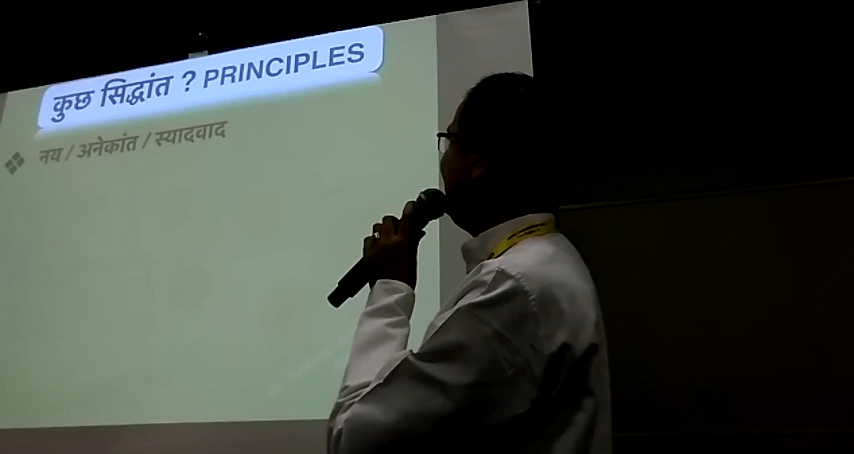 कुछ सिद्धांत ? PRINCIPLES
❖ नय / अनेकांत / स्यादवाद